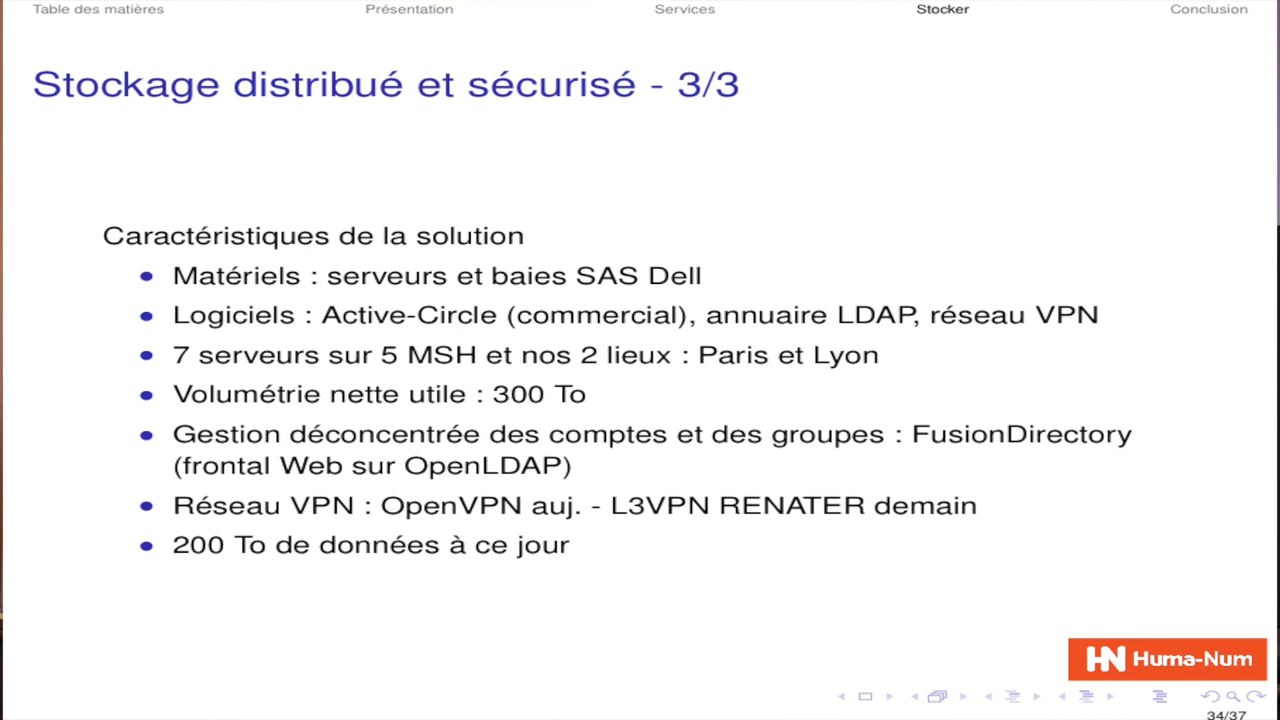 Table des matières Présentation Services Stocker Conclusion
Stockage distribué et sécurisé - 3/3
Caractéristiques de la solution
Matériels : serveurs et baies SAS Dell
Logiciels : Active-Circle (commercial), annuaire LDAP, réseau VPN
7 serveurs sur 5 MSH et nos 2 lieux : Paris et Lyon
Volumétrie nette utile : 300 To
Gestion déconcentrée des comptes et des groupes : FusionDirectory
(frontal Web sur OpenLDAP)
Réseau VPN : OpenVPN auj. - L3VPN RENATER demain
200 To de données à ce jour
HN Huma-Num
34/37